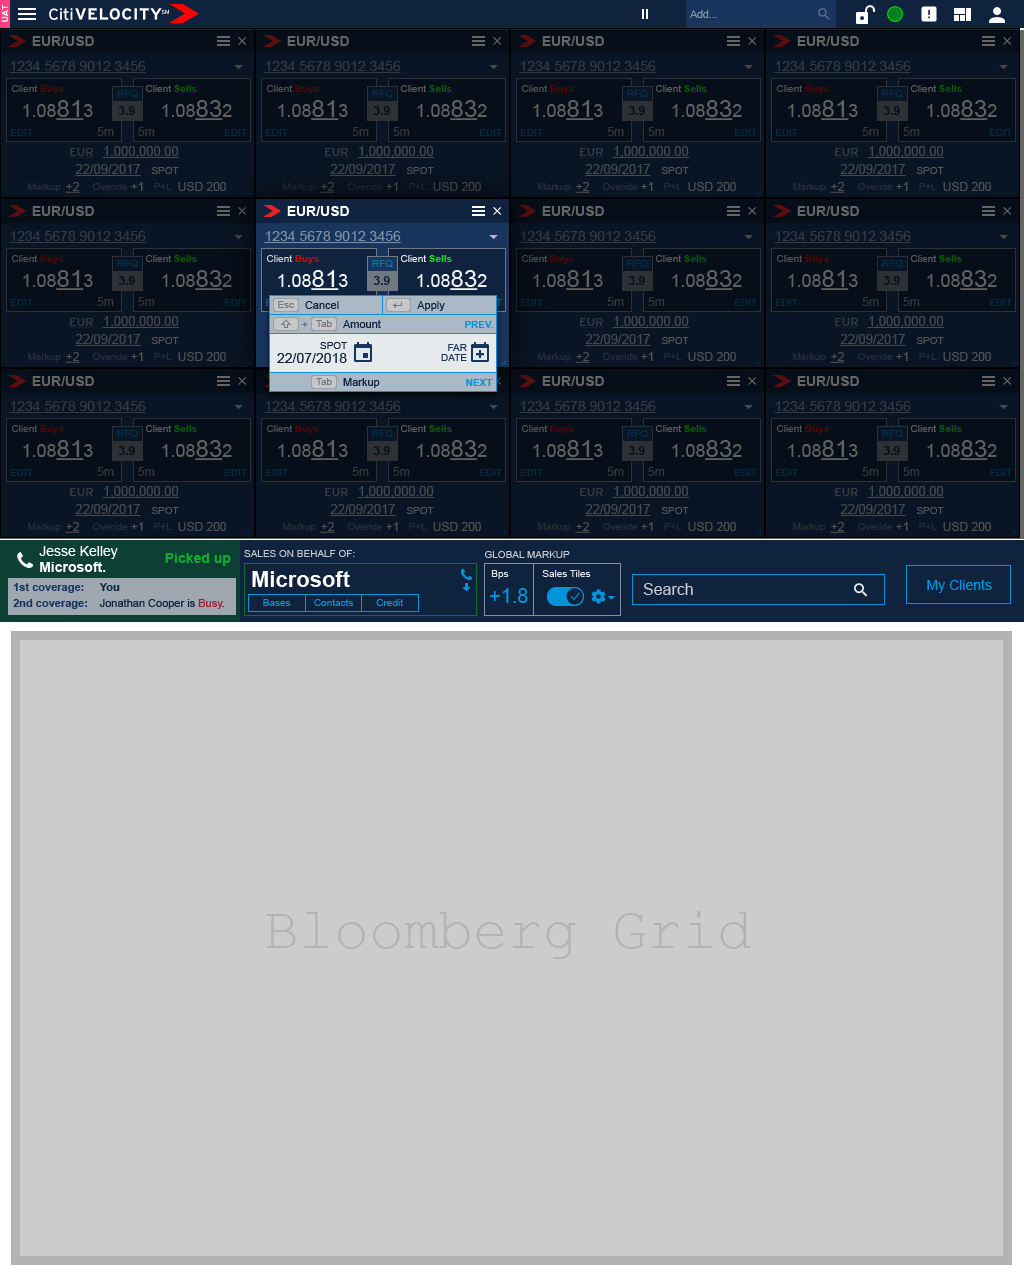 UAT
CitiVELOCITY SM
Add...
EUR/USD EUR/USD EUR/USD EUR/USD
1234 5678 9012 3456 1234 5678 9012 3456 1234 5678 9012 3456 1234 5678 9012 3456
Client Buys RFQ Client Sells Client Buys RFQ Client Sells Client Buys RFQ Client Sells Client Buys RFQ Client Sells
1.08813 3.9 1.08832 1.08813 3.9 1.08832 1.08813 3.9 1.08832 1.08813 3.9 1.08832
EDIT 5m 5m EDIT EDIT 5m 5m EDIT EDIT 5m 5m EDIT EDIT 5m 5m EDIT
EUR 1,000,000.00 EUR 1,000,000.00 EUR 1,000,000.00 EUR 1,000,000.00
22/09/2017 SPOT 22/09/2017 SPOT 22/09/2017 SPOT 22/09/2017 SPOT
Markup +2 Overide +1 P+L USD 200 Markup +2 Overide +1 P+L USD 200 Markup +2 Overide +1 P+L USD 200 Markup +2 Overide +1 P+L USD 200
EUR/USD EUR/USD EUR/USD EUR/USD
1234 5678 9012 3456 1234 5678 9012 3456 1234 5678 9012 3456 1234 5678 9012 3456
Client Buys RFQ Client Sells Client Buys RFQ Client Sells Client Buys RFQ Client Sells Client Buys RFQ Client Sells
1.08813 3.9 1.08832 1.08813 3.9 1.08832 1.08813 3.9 1.08832 1.08813 3.9 1.08832
EDIT 5m 5m EDIT Esc Cancel Apply EDIT 5m 5m EDIT EDIT 5m 5m EDIT
EUR 1,000,000.00 + Tab Amount PREV. EUR 1,000,000.00 EUR 1,000,000.00
22/09/2017 SPOT SPOT 22/07/2018 FAR DATE 22/09/2017 SPOT 22/09/2017 SPOT
Markup +2 Overide +1 P+L USD 200 Markup +2 Overide +1 P+L USD 200 Markup +2 Overide +1 P+L USD 200
EUR/USD Tab Markup NEXT EUR/USD EUR/USD
1234 5678 9012 3456 1234 5678 9012 3456 1234 5678 9012 3456 1234 5678 9012 3456
Client Buys RFQ Client Sells Client Buys RFQ Client Sells Client Buys RFQ Client Sells Client Buys RFQ Client Sells
1.08813 3.9 1.08832 1.08813 3.9 1.08832 1.08813 3.9 1.08832 1.08813 3.9 1.08832
EDIT 5m 5m EDIT EDIT 5m 5m EDIT EDIT 5m 5m EDIT EDIT 5m 5m EDIT
EUR 1,000,000.00 EUR 1,000,000.00 EUR 1,000,000.00 EUR 1,000,000.00
22/09/2017 SPOT 22/09/2017 SPOT 22/09/2017 SPOT 22/09/2017 SPOT
Markup +2 Overide +1 P+L USD 200 Markup +2 Overide +1 P+L USD 200 Markup +2 Overide +1 P+L USD 200 Markup +2 Overide +1 P+L USD 200
Jesse Kelley
Microsoft.
Picked up
1st coverage: You
2nd coverage: Jonathan Cooper is Busy.
SALES ON BEHALF OF:
Microsoft
Bases Contacts Credit
GLOBAL MARKUP
Bps Sales Tiles
+1.8
Search
My Clients
Bloomberg Grid